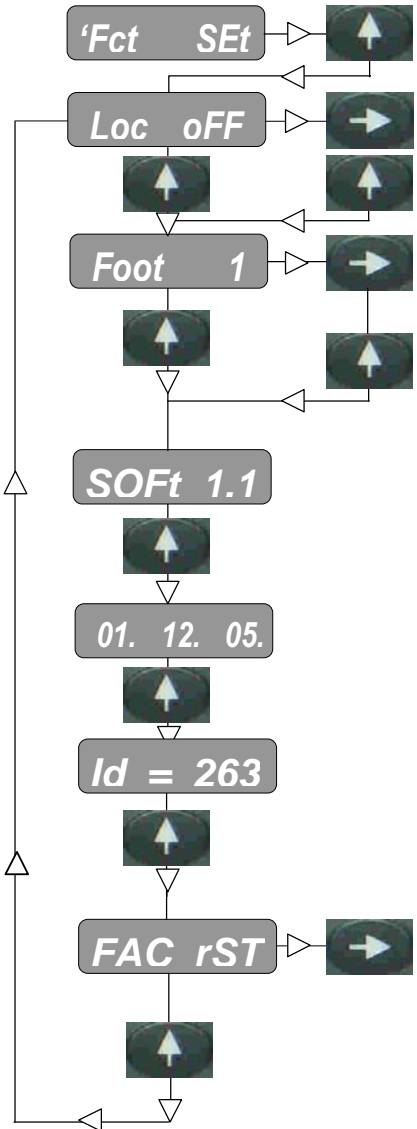 ‘Fct SEt
Loc oFF
Foot 1
SOFt 1.1
01. 12. 05.
Id = 263
FAC rST